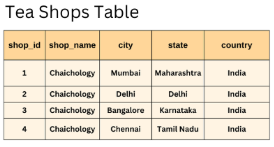 Tea Shops Table
shop_id shop_name city state country
1 Chaichology Mumbai Maharashtra India
2 Chaichology Delhi Delhi India
3 Chaichology Bangalore Karnataka India
4 Chaichology Chennai Tamil Nadu India